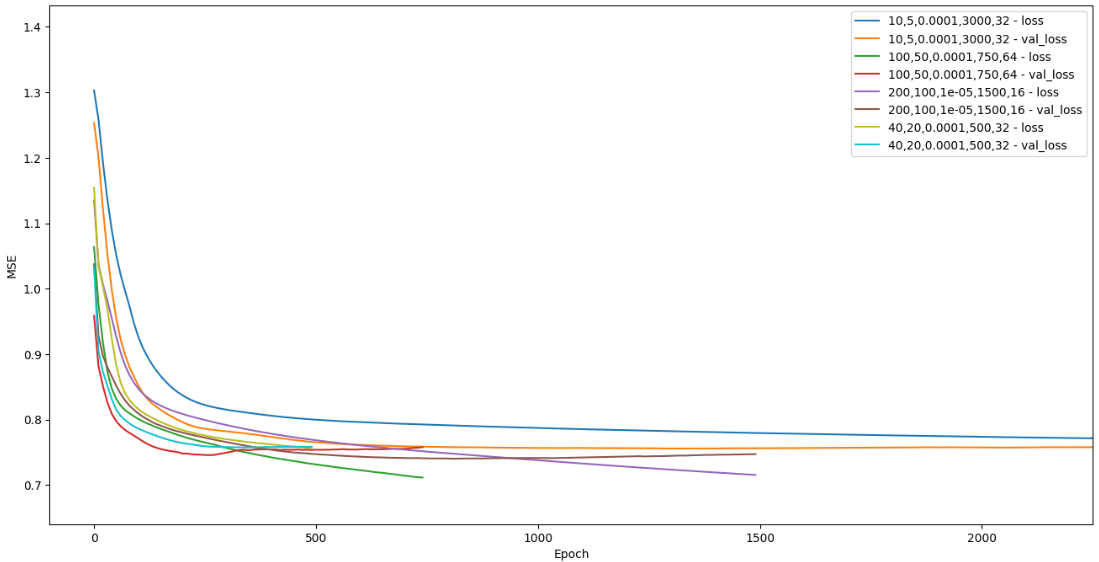 1.4
1.3
1.2
1.1
1.0
0.9
0.8
0.7
MSE
0
500
1000
1500
2000
Epoch
10,5,0.0001,3000,32 - loss
10,5,0.0001,3000,32 - val_loss
100,50,0.0001,750,64 - loss
100,50,0.0001,750,64 - val_loss
200,100,1e-05,1500,16 - loss
200,100,1e-05,1500,16 - val_loss
40,20,0.0001,500,32 - loss
40,20,0.0001,500,32 - val_loss